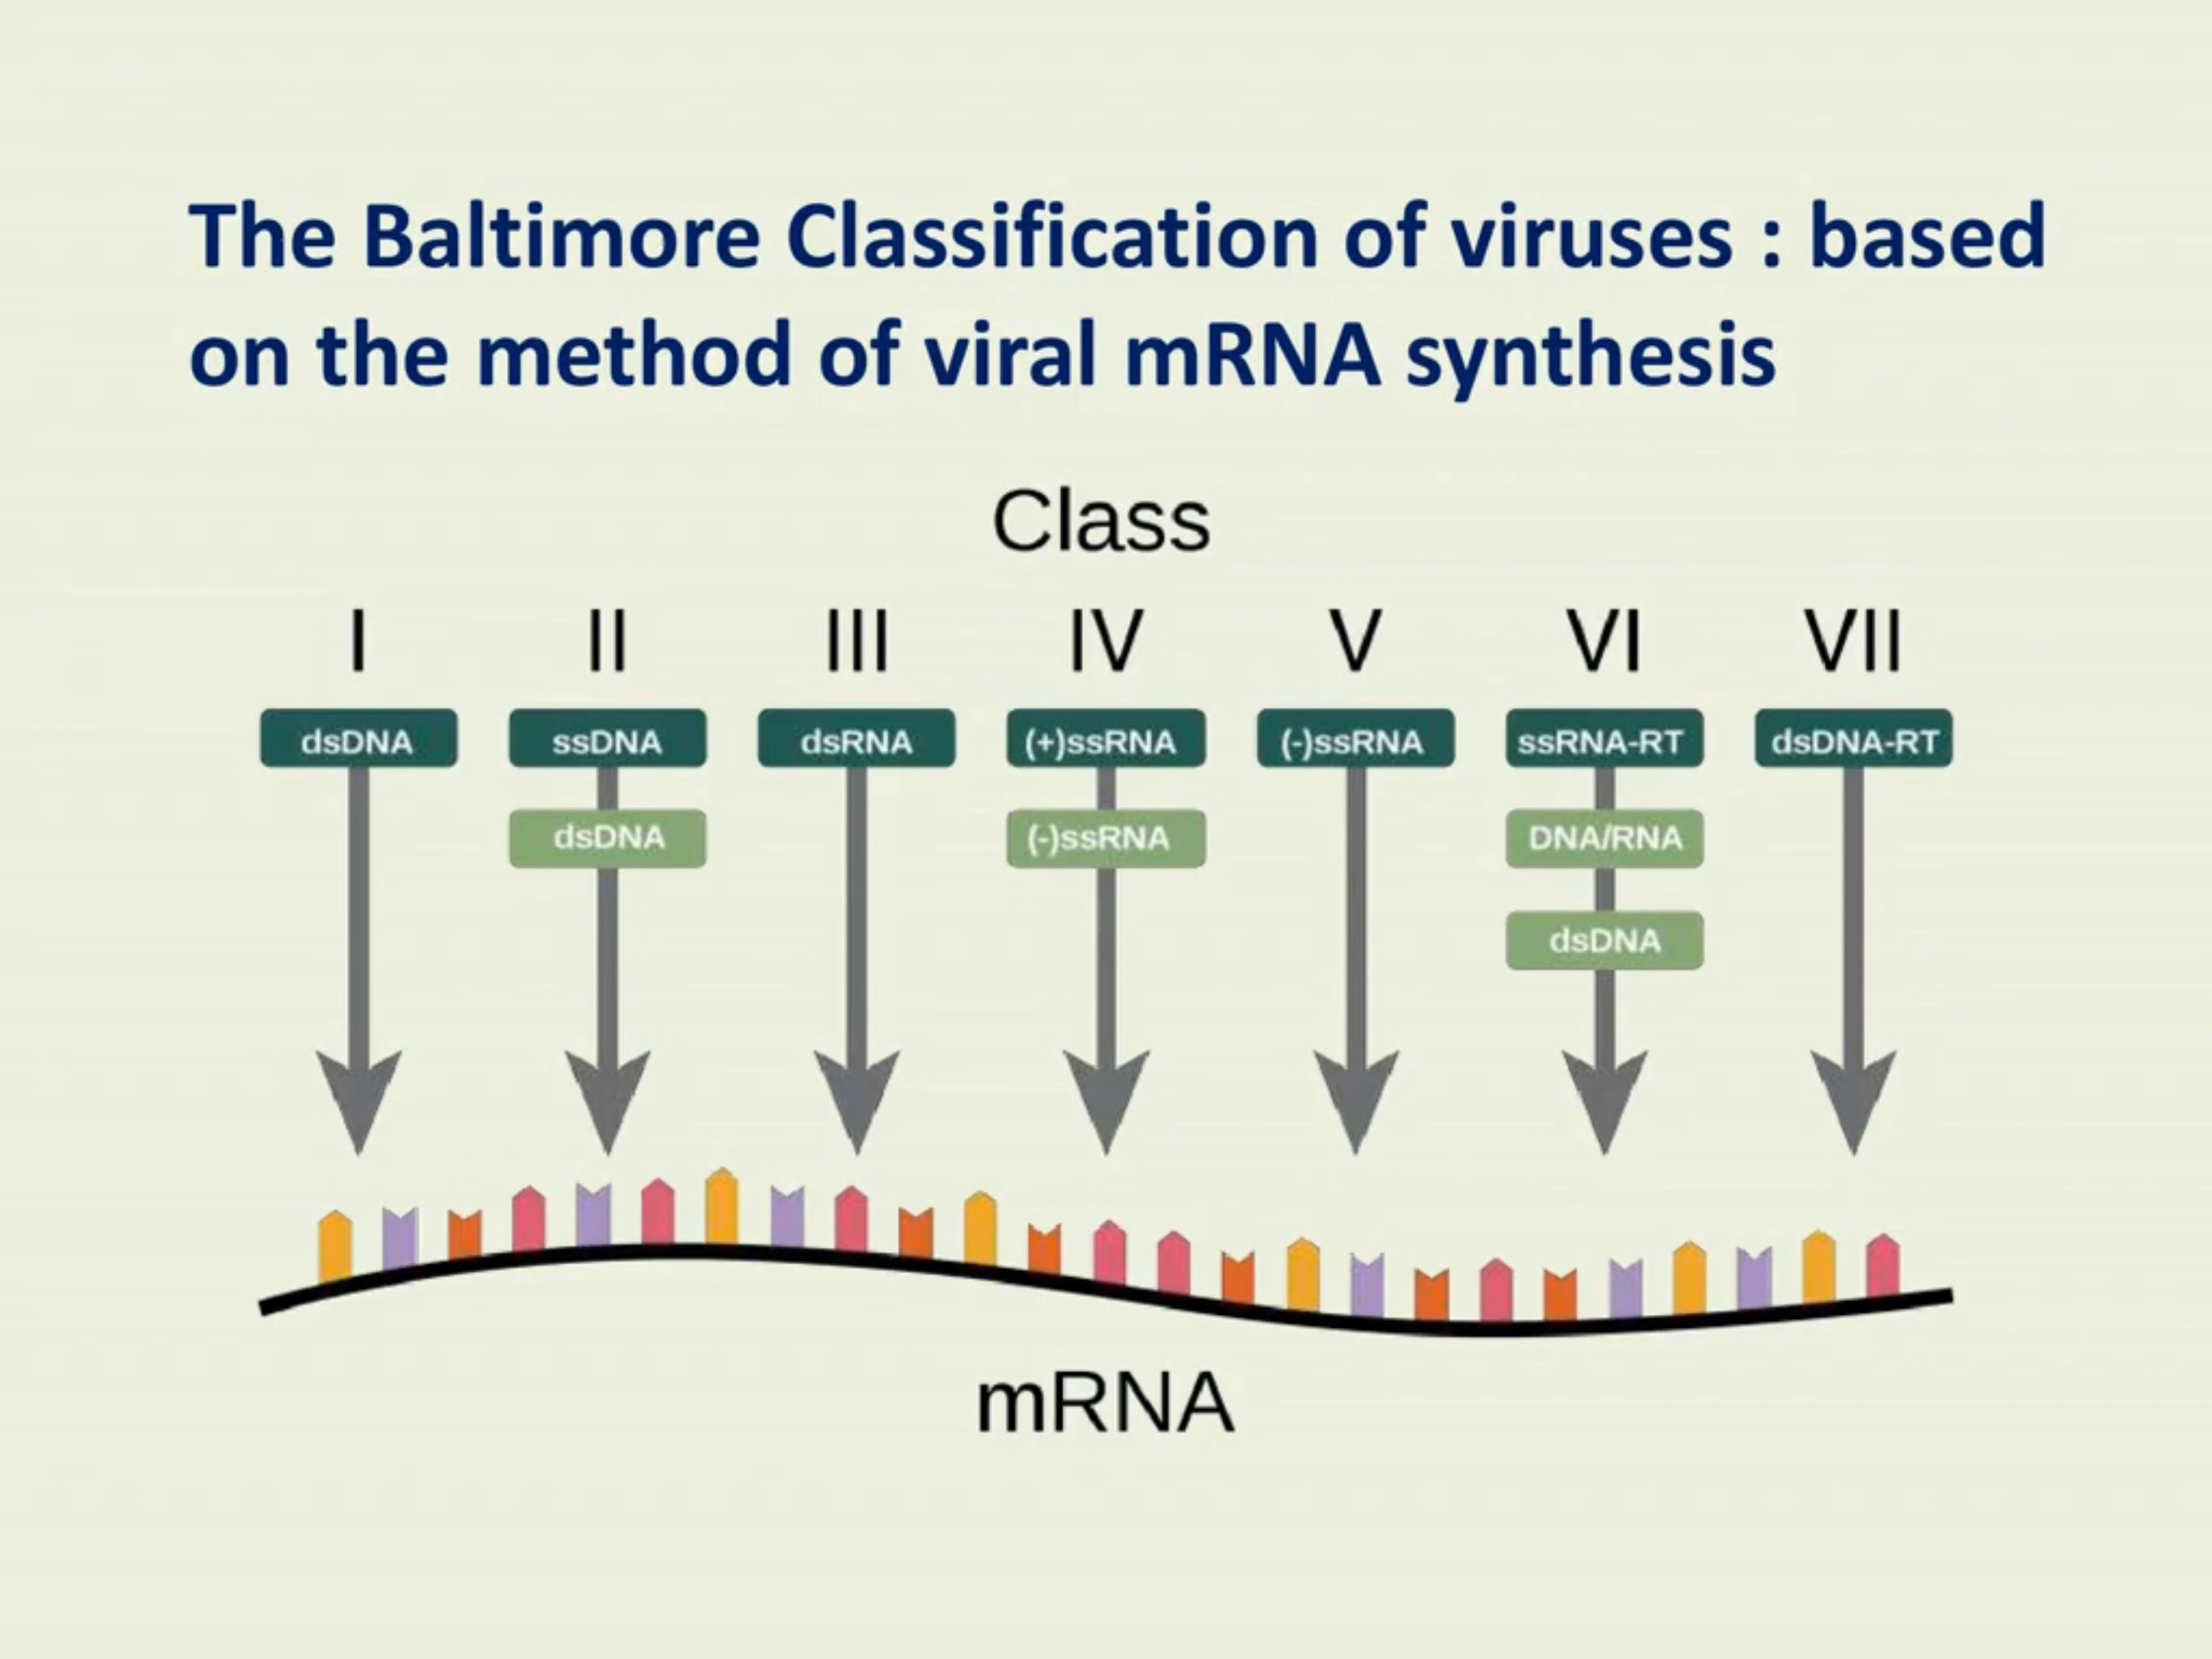 The Baltimore Classification of viruses : based
on the method of viral mRNA synthesis
Class
I II III IV V VI VII
dsDNA ssDNA dsRNA (+)ssRNA (-)ssRNA ssRNA-RT dsDNA-RT
dsDNA (-)ssRNA DNA/RNA
dsDNA
mRNA